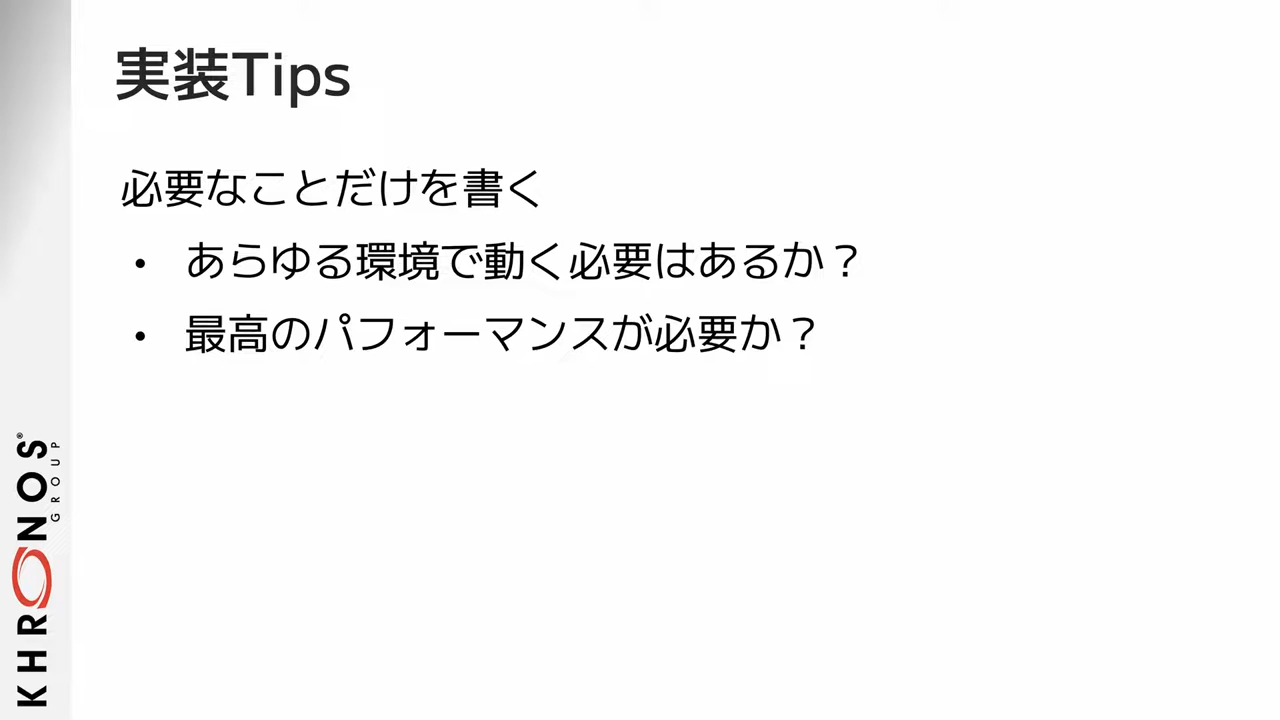 実装Tips
必要なことだけを書く
• あらゆる環境で動く必要はあるか？
• 最高のパフォーマンスが必要か？
KHRONOS®
GROUP